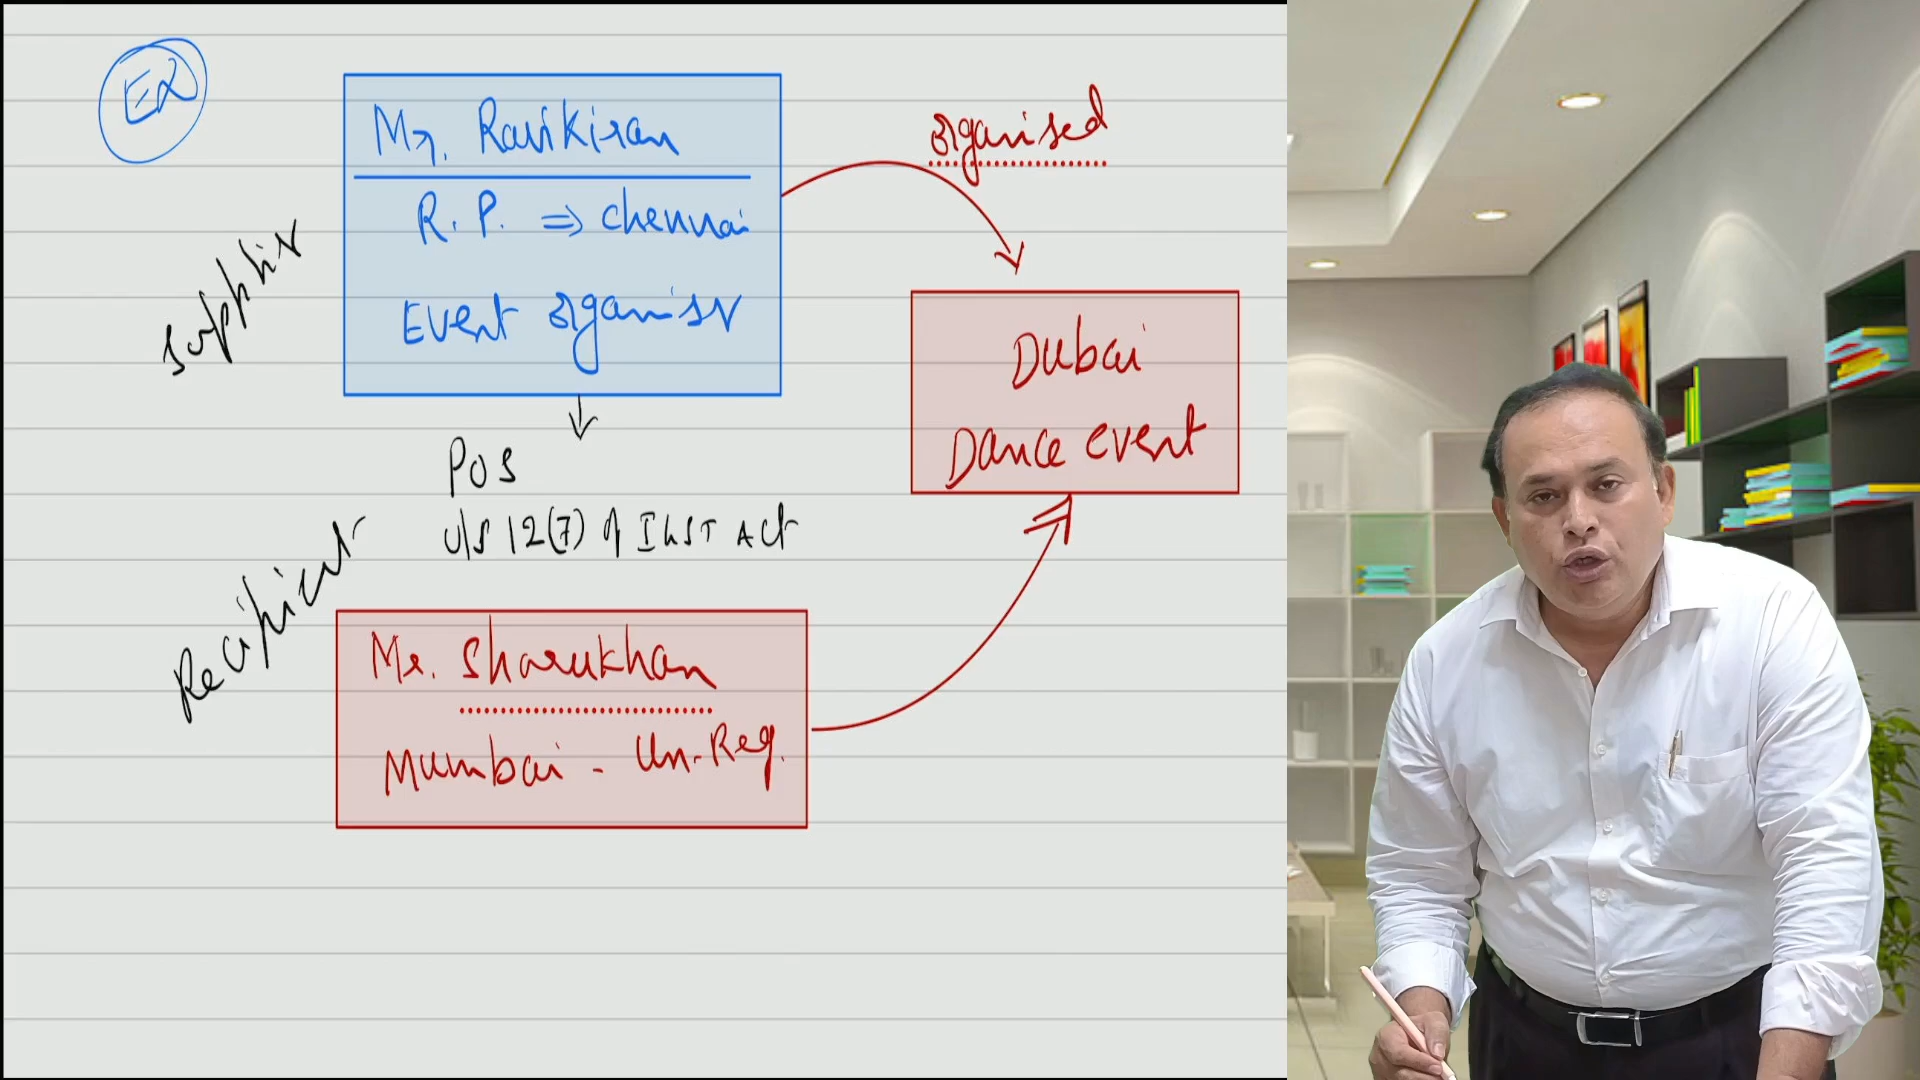 Ex
Mr. Ravikiran
R.P. ⇒ chennai
Event organiser
organised
Supplier
Dubai
Dance event
POS
u/s 12(7) of IGST Act
Recipient
Mr. Sharukhan
Mumbai - Un-Reg.